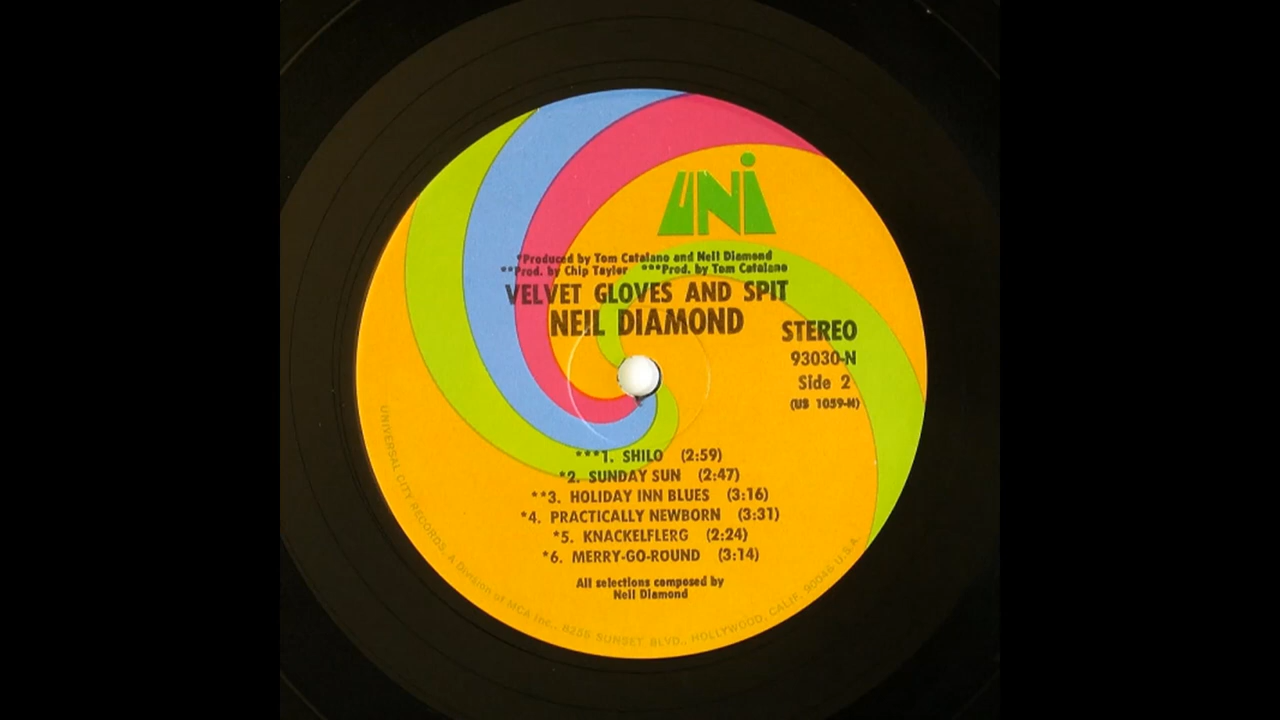 UNI
*Produced by Tom Catalano and Neil Diamond
**Prod. by Chip Taylor ***Prod. by Tom Catalano
VELVET GLOVES AND SPIT
NEIL DIAMOND
STEREO
93030-N
Side 2
(US 1059-N)
***1. SHILO (2:59)
*2. SUNDAY SUN (2:47)
**3. HOLIDAY INN BLUES (3:16)
*4. PRACTICALLY NEWBORN (3:31)
*5. KNACKELFLERG (2:24)
*6. MERRY-GO-ROUND (3:14)
All selections composed by
Neil Diamond
UNIVERSAL CITY RECORDS, A Division of MCA Inc., 8255 SUNSET BLVD., HOLLYWOOD, CALIF. 90046 U.S.A.